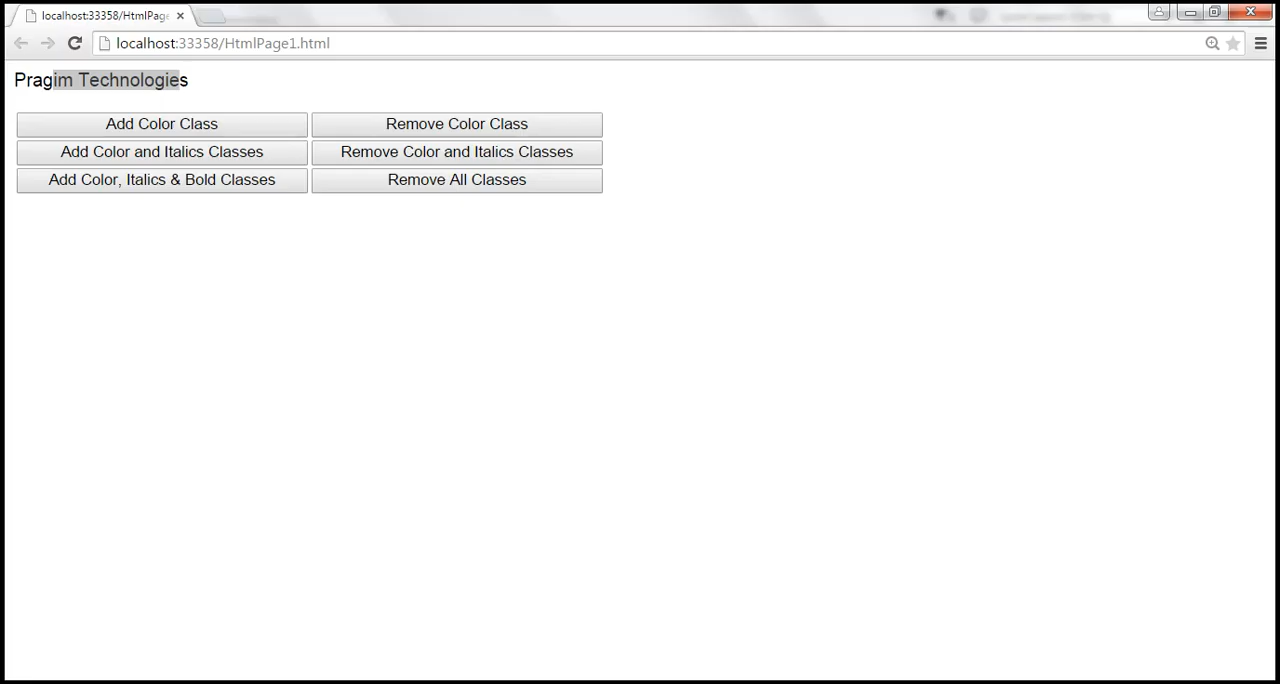 localhost:33358/HtmlPage
localhost:33358/HtmlPage1.html
Pragim Technologies
Add Color Class
Remove Color Class
Add Color and Italics Classes
Remove Color and Italics Classes
Add Color, Italics & Bold Classes
Remove All Classes